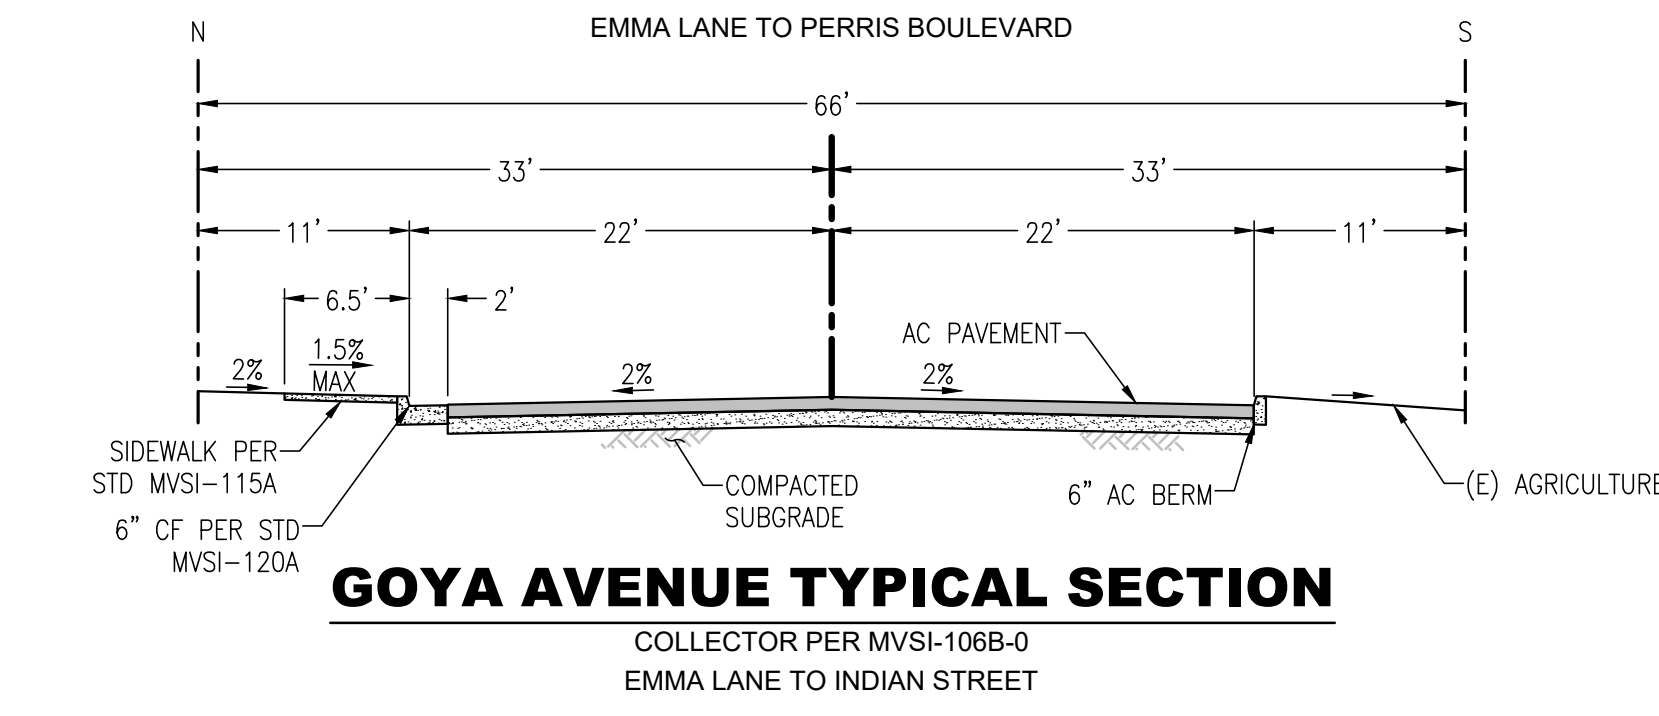 EMMA LANE TO PERRIS BOULEVARD
N
S
66'
33'
33'
11'
22'
22'
11'
6.5'
2'
AC PAVEMENT
2%
1.5%
MAX
2%
2%
SIDEWALK PER
STD MVSI-115A
6" CF PER STD
MVSI-120A
COMPACTED
SUBGRADE
6" AC BERM
(E) AGRICULTURE
GOYA AVENUE TYPICAL SECTION
COLLECTOR PER MVSI-106B-0
EMMA LANE TO INDIAN STREET